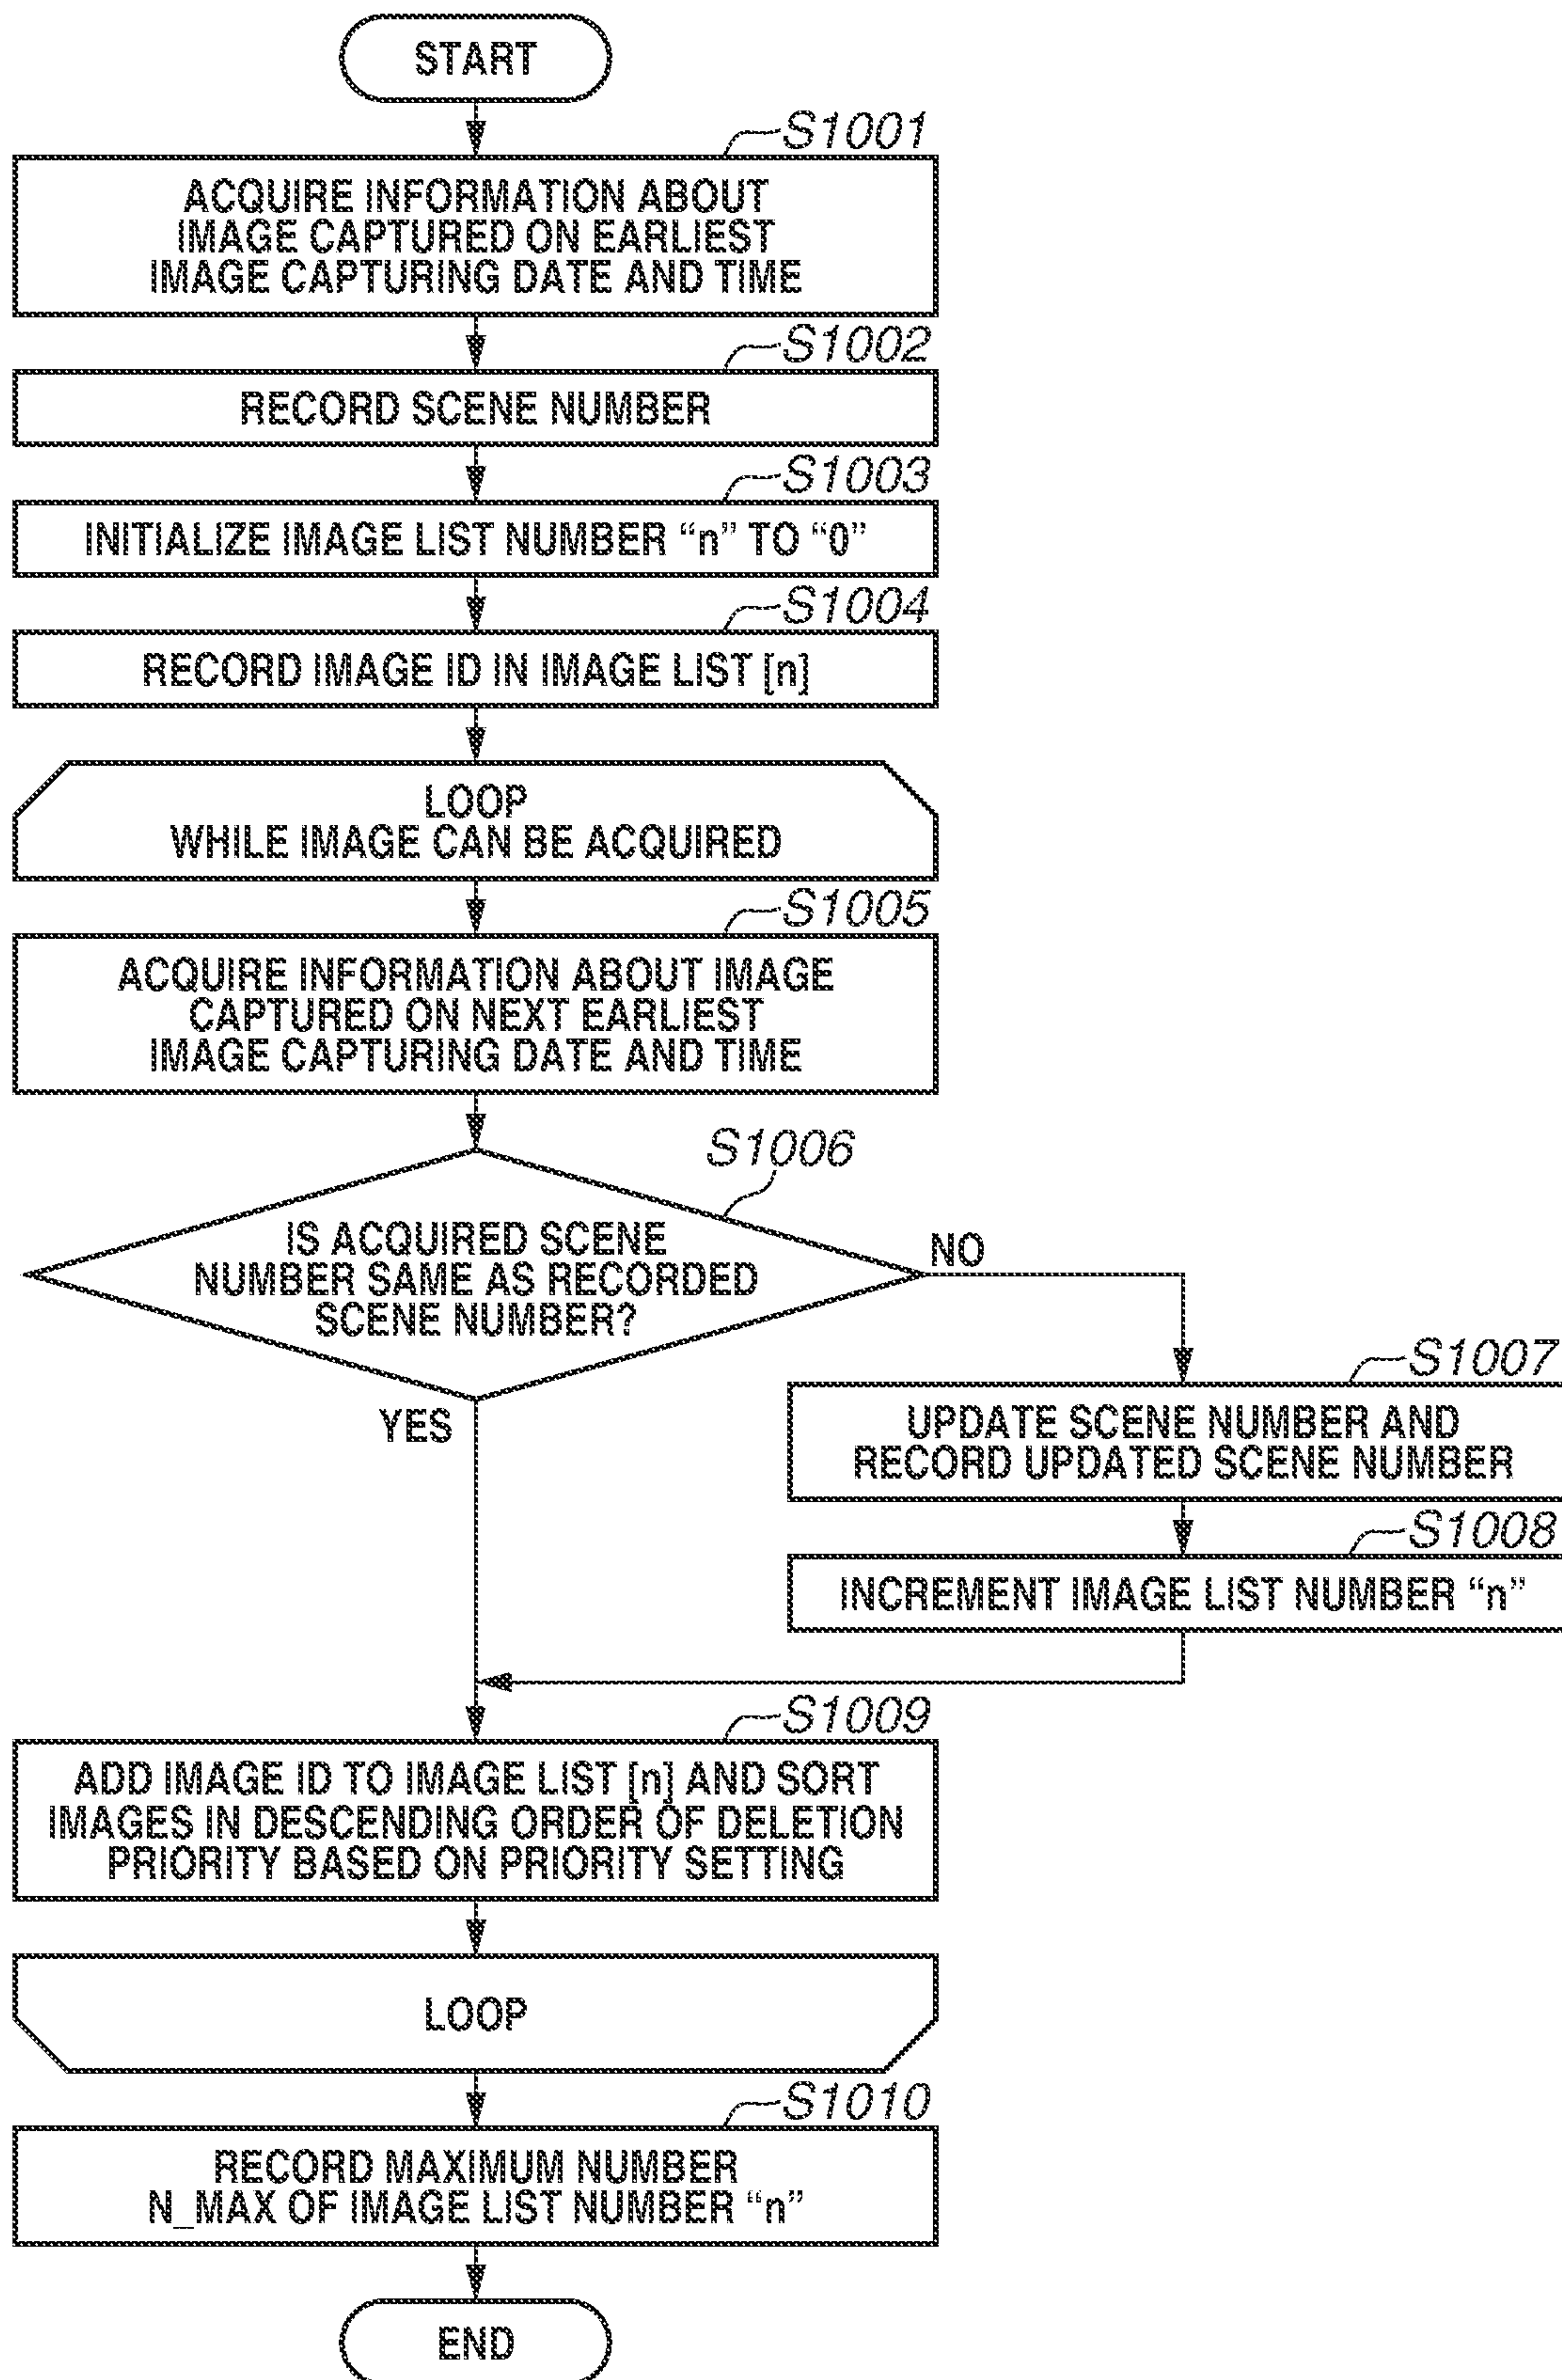 START
S1001
ACQUIRE INFORMATION ABOUT
IMAGE CAPTURED ON EARLIEST
IMAGE CAPTURING DATE AND TIME
S1002
RECORD SCENE NUMBER
S1003
INITIALIZE IMAGE LIST NUMBER “n” TO “0”
S1004
RECORD IMAGE ID IN IMAGE LIST [n]
LOOP
WHILE IMAGE CAN BE ACQUIRED
S1005
ACQUIRE INFORMATION ABOUT IMAGE
CAPTURED ON NEXT EARLIEST
IMAGE CAPTURING DATE AND TIME
S1006
IS ACQUIRED SCENE
NUMBER SAME AS RECORDED
SCENE NUMBER?
NO
YES
S1007
UPDATE SCENE NUMBER AND
RECORD UPDATED SCENE NUMBER
S1008
INCREMENT IMAGE LIST NUMBER “n”
S1009
ADD IMAGE ID TO IMAGE LIST [n] AND SORT
IMAGES IN DESCENDING ORDER OF DELETION
PRIORITY BASED ON PRIORITY SETTING
LOOP
S1010
RECORD MAXIMUM NUMBER
N_MAX OF IMAGE LIST NUMBER “n”
END